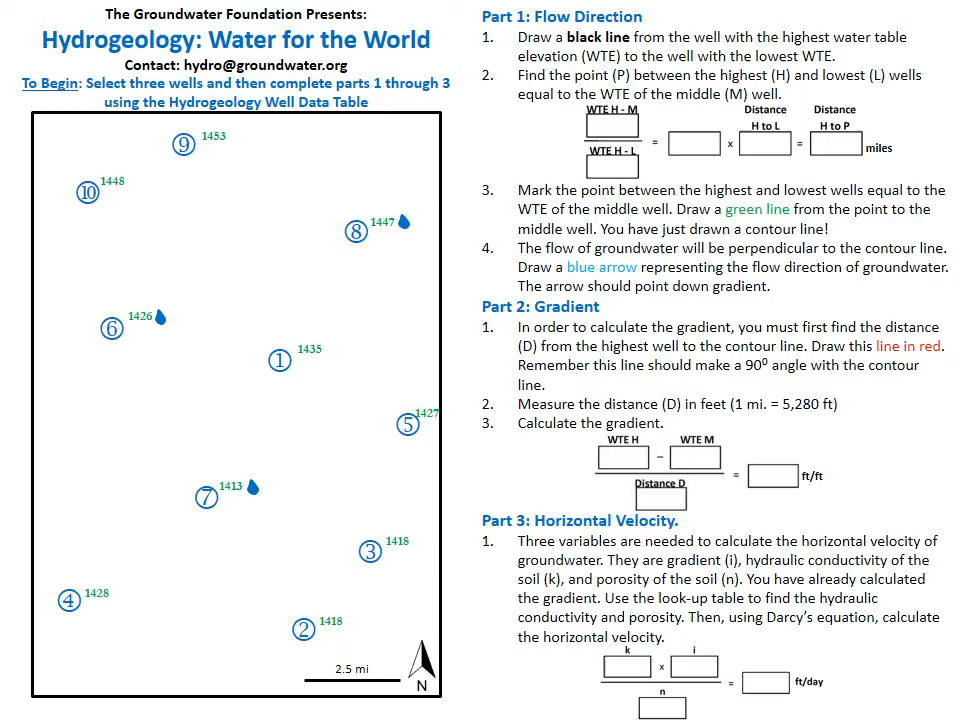 The Groundwater Foundation Presents:
Hydrogeology: Water for the World
Contact: hydro@groundwater.org
To Begin: Select three wells and then complete parts 1 through 3
using the Hydrogeology Well Data Table
9 1453
10 1448
8 1447
6 1426
1 1435
5 1427
7 1413
3 1418
4 1428
2 1418
2.5 mi
N
Part 1: Flow Direction
1. Draw a black line from the well with the highest water table
elevation (WTE) to the well with the lowest WTE.
2. Find the point (P) between the highest (H) and lowest (L) wells
equal to the WTE of the middle (M) well.
WTE H - M Distance Distance
H to L H to P
WTE H - L = x = miles
3. Mark the point between the highest and lowest wells equal to the
WTE of the middle well. Draw a green line from the point to the
middle well. You have just drawn a contour line!
4. The flow of groundwater will be perpendicular to the contour line.
Draw a blue arrow representing the flow direction of groundwater.
The arrow should point down gradient.
Part 2: Gradient
1. In order to calculate the gradient, you must first find the distance
(D) from the highest well to the contour line. Draw this line in red.
Remember this line should make a 90⁰ angle with the contour
line.
2. Measure the distance (D) in feet (1 mi. = 5,280 ft)
3. Calculate the gradient.
WTE H WTE M
– = ft/ft
Distance D
Part 3: Horizontal Velocity.
1. Three variables are needed to calculate the horizontal velocity of
groundwater. They are gradient (i), hydraulic conductivity of the
soil (k), and porosity of the soil (n). You have already calculated
the gradient. Use the look-up table to find the hydraulic
conductivity and porosity. Then, using Darcy's equation, calculate
the horizontal velocity.
k i
x
n = ft/day